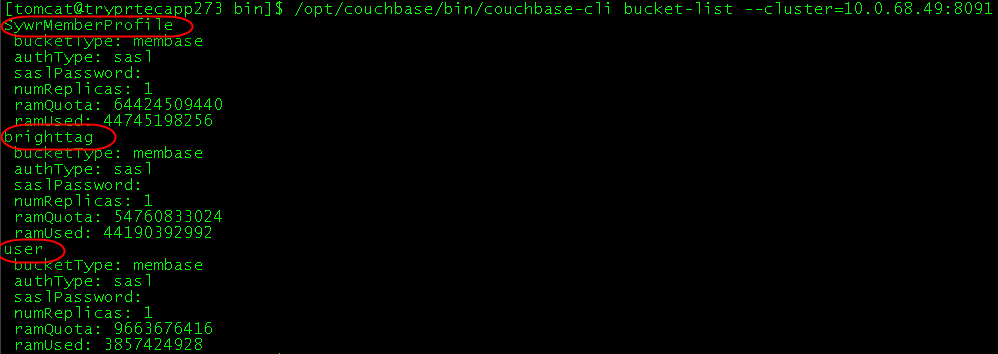 [tomcat@tryprtecapp273 bin]$ /opt/couchbase/bin/couchbase-cli bucket-list --cluster=10.0.68.49:8091
SywrMemberProfile
bucketType: membase
authType: sasl
saslPassword:
numReplicas: 1
ramQuota: 64424509440
ramUsed: 44745198256
brighttag
bucketType: membase
authType: sasl
saslPassword:
numReplicas: 1
ramQuota: 54760833024
ramUsed: 44190392992
user
bucketType: membase
authType: sasl
saslPassword:
numReplicas: 1
ramQuota: 9663676416
ramUsed: 3857424928